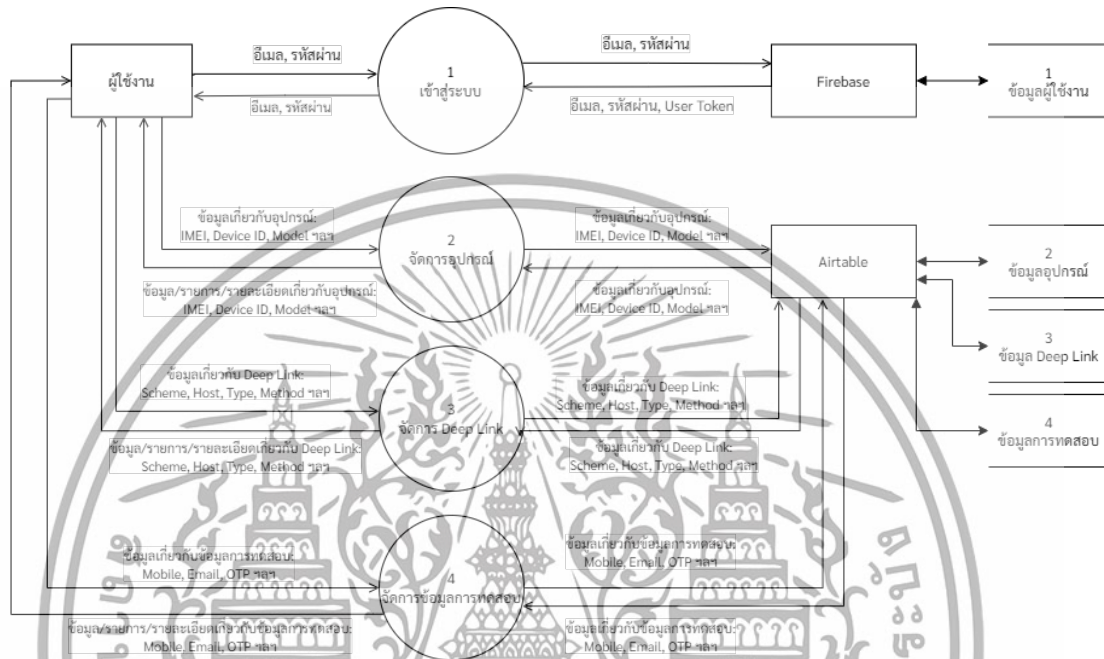 อีเมล, รหัสผ่าน
อีเมล, รหัสผ่าน
ผู้ใช้งาน
1
เข้าสู่ระบบ
Firebase
1
ข้อมูลผู้ใช้งาน
อีเมล, รหัสผ่าน
อีเมล, รหัสผ่าน, User Token
ข้อมูลเกี่ยวกับอุปกรณ์:
IMEI, Device ID, Model ฯลฯ
ข้อมูลเกี่ยวกับอุปกรณ์:
IMEI, Device ID, Model ฯลฯ
2
จัดการอุปกรณ์
Airtable
2
ข้อมูลอุปกรณ์
ข้อมูล/รายการ/รายละเอียดเกี่ยวกับอุปกรณ์:
IMEI, Device ID, Model ฯลฯ
ข้อมูลเกี่ยวกับอุปกรณ์:
IMEI, Device ID, Model ฯลฯ
3
ข้อมูล Deep Link
ข้อมูลเกี่ยวกับ Deep Link:
Scheme, Host, Type, Method ฯลฯ
ข้อมูลเกี่ยวกับ Deep Link:
Scheme, Host, Type, Method ฯลฯ
3
จัดการ Deep Link
4
ข้อมูลการทดสอบ
ข้อมูล/รายการ/รายละเอียดเกี่ยวกับ Deep Link:
Scheme, Host, Type, Method ฯลฯ
ข้อมูลเกี่ยวกับ Deep Link:
Scheme, Host, Type, Method ฯลฯ
ข้อมูลเกี่ยวกับข้อมูลการทดสอบ:
Mobile, Email, OTP ฯลฯ
ข้อมูลเกี่ยวกับข้อมูลการทดสอบ:
Mobile, Email, OTP ฯลฯ
4
จัดการข้อมูลการทดสอบ
ข้อมูล/รายการ/รายละเอียดเกี่ยวกับข้อมูลการทดสอบ:
Mobile, Email, OTP ฯลฯ
ข้อมูลเกี่ยวกับข้อมูลการทดสอบ:
Mobile, Email, OTP ฯลฯ